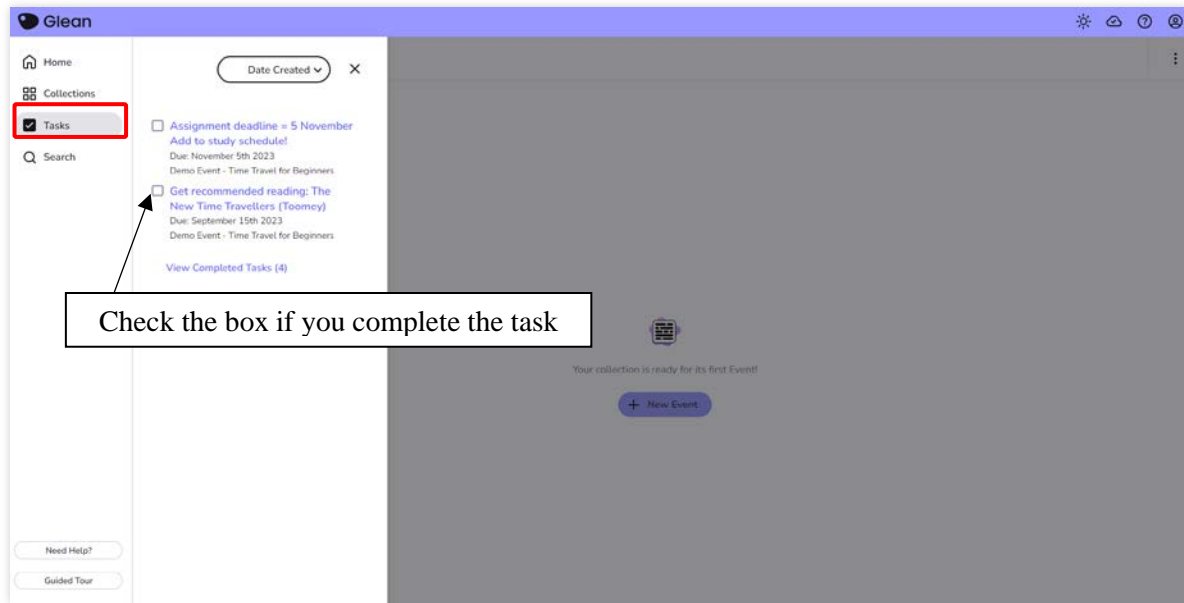 Glean
Home
Collections
Tasks
Search
Need Help?
Guided Tour
Date Created
Assignment deadline = 5 November
Add to study schedule!
Due: November 5th 2023
Demo Event - Time Travel for Beginners
Get recommended reading: The
New Time Travellers (Toomey)
Due: September 15th 2023
Demo Event - Time Travel for Beginners
View Completed Tasks (4)
Check the box if you complete the task
Your collection is ready for its first Event!
+ New Event